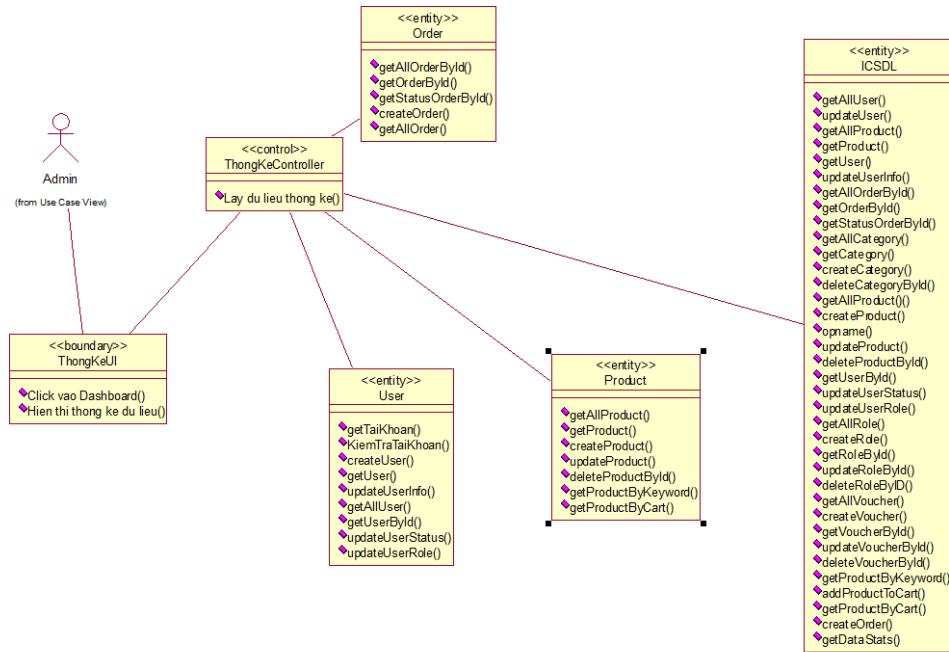 <<entity>>
Order
getAllOrderById()
getOrderById()
getStatusOrderById()
createOrder()
getAllOrder()
Admin
(from Use Case View)
<<control>>
ThongKeController
Lay du lieu thong ke()
<<boundary>>
ThongKeUI
Click vao Dashboard()
Hien thi thong ke du lieu()
<<entity>>
User
getTaiKhoan()
KiemTraTaiKhoan()
createUser()
getUser()
updateUserInfo()
getAllUser()
getUserById()
updateUserStatus()
updateUserRole()
<<entity>>
Product
getAllProduct()
getProduct()
createProduct()
updateProduct()
deleteProductById()
getProductByKeyword()
getProductByCart()
<<entity>>
ICSDL
getAllUser()
updateUser()
getAllProduct()
getProduct()
getUser()
updateUserInfo()
getAllOrderById()
getOrderById()
getStatusOrderById()
getAllCategory()
getCategory()
createCategory()
deleteCategoryById()
getAllProduct()()
createProduct()
opname()
updateProduct()
deleteProductById()
getUserById()
updateUserStatus()
updateUserRole()
getAllRole()
createRole()
getRoleById()
updateRoleById()
deleteRoleByID()
getAllVoucher()
createVoucher()
getVoucherById()
updateVoucherById()
deleteVoucherById()
getProductByKeyword()
addProductToCart()
getProductByCart()
createOrder()
getDataStats()